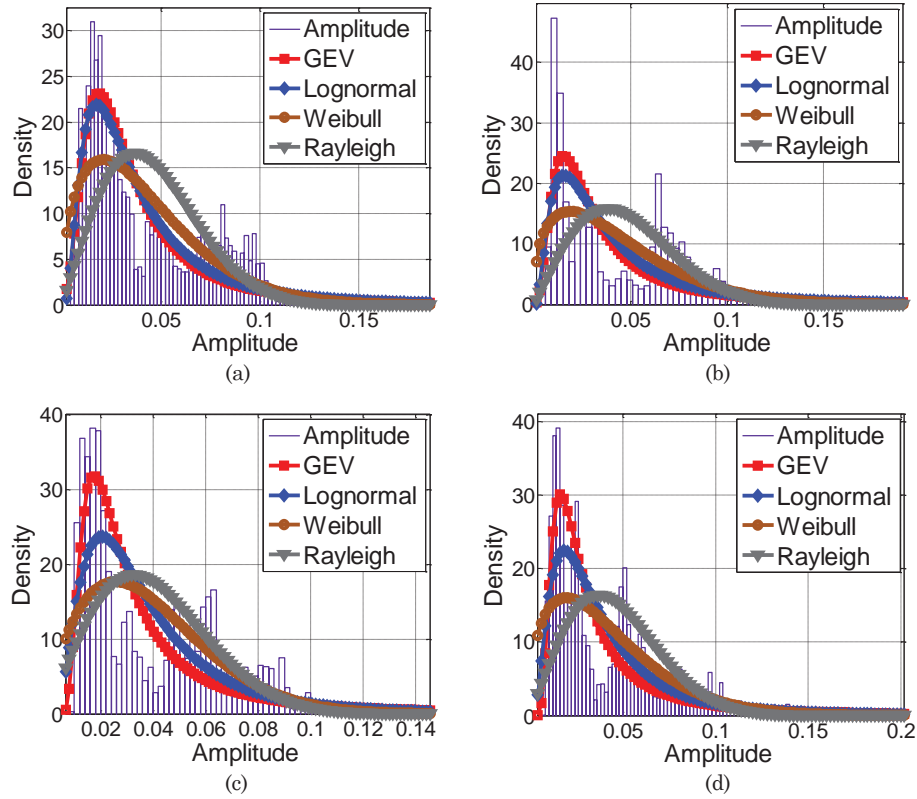 30
25
20
15
10
5
0
Density
Amplitude
GEV
Lognormal
Weibull
Rayleigh
0.05
0.1
0.15
Amplitude
(a)
40
20
0
Density
Amplitude
GEV
Lognormal
Weibull
Rayleigh
0.05
0.1
0.15
Amplitude
(b)
40
30
20
10
0
Density
Amplitude
GEV
Lognormal
Weibull
Rayleigh
0.02
0.04
0.06
0.08
0.1
0.12
0.14
Amplitude
(c)
40
30
20
10
0
Density
Amplitude
GEV
Lognormal
Weibull
Rayleigh
0.05
0.1
0.15
0.2
Amplitude
(d)